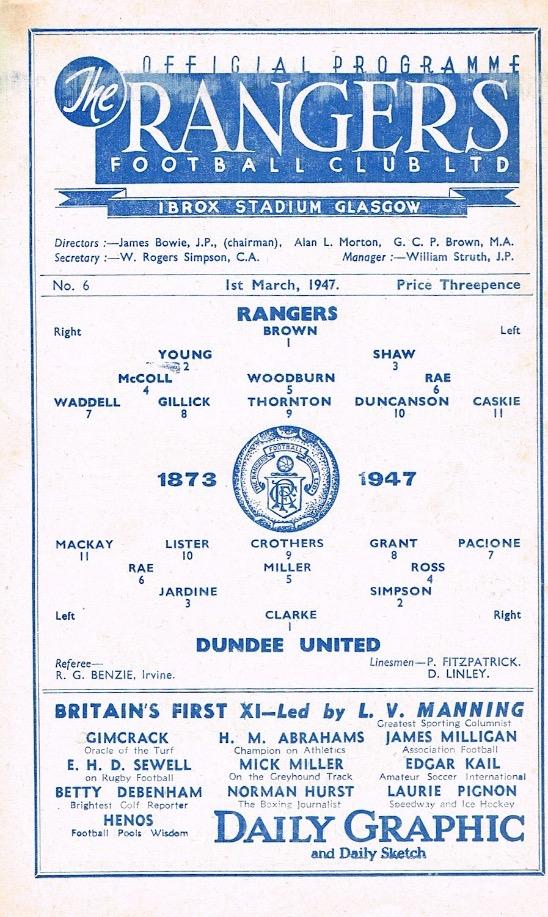 OFFICIAL PROGRAMME
The RANGERS
FOOTBALL CLUB LTD
IBROX STADIUM GLASGOW
Directors :—James Bowie, J.P., (chairman), Alan L. Morton, G. C. P. Brown, M.A.
Secretary :—W. Rogers Simpson, C.A. Manager :—William Struth, J.P.
No. 6 1st March, 1947. Price Threepence
RANGERS
Right BROWN Left
1
YOUNG SHAW
2 3
McCOLL WOODBURN RAE
4 5 6
WADDELL GILLICK THORNTON DUNCANSON CASKIE
7 8 9 10 11
1873 1947
MACKAY LISTER CROTHERS GRANT PACIONE
11 10 9 8 7
RAE MILLER ROSS
6 5 4
JARDINE SIMPSON
3 2
Left CLARKE Right
1
DUNDEE UNITED
Referee— Linesmen—P. FITZPATRICK.
R. G. BENZIE, Irvine. D. LINLEY.
BRITAIN'S FIRST XI—Led by L. V. MANNING
Greatest Sporting Columnist
GIMCRACK H. M. ABRAHAMS JAMES MILLIGAN
Oracle of the Turf Champion on Athletics Association Football
E. H. D. SEWELL MICK MILLER EDGAR KAIL
on Rugby Football On the Greyhound Track Amateur Soccer International
BETTY DEBENHAM NORMAN HURST LAURIE PIGNON
Brightest Golf Reporter The Boxing Journalist Speedway and Ice Hockey
HENOS
Football Pools Wisdom
DAILY GRAPHIC
and Daily Sketch